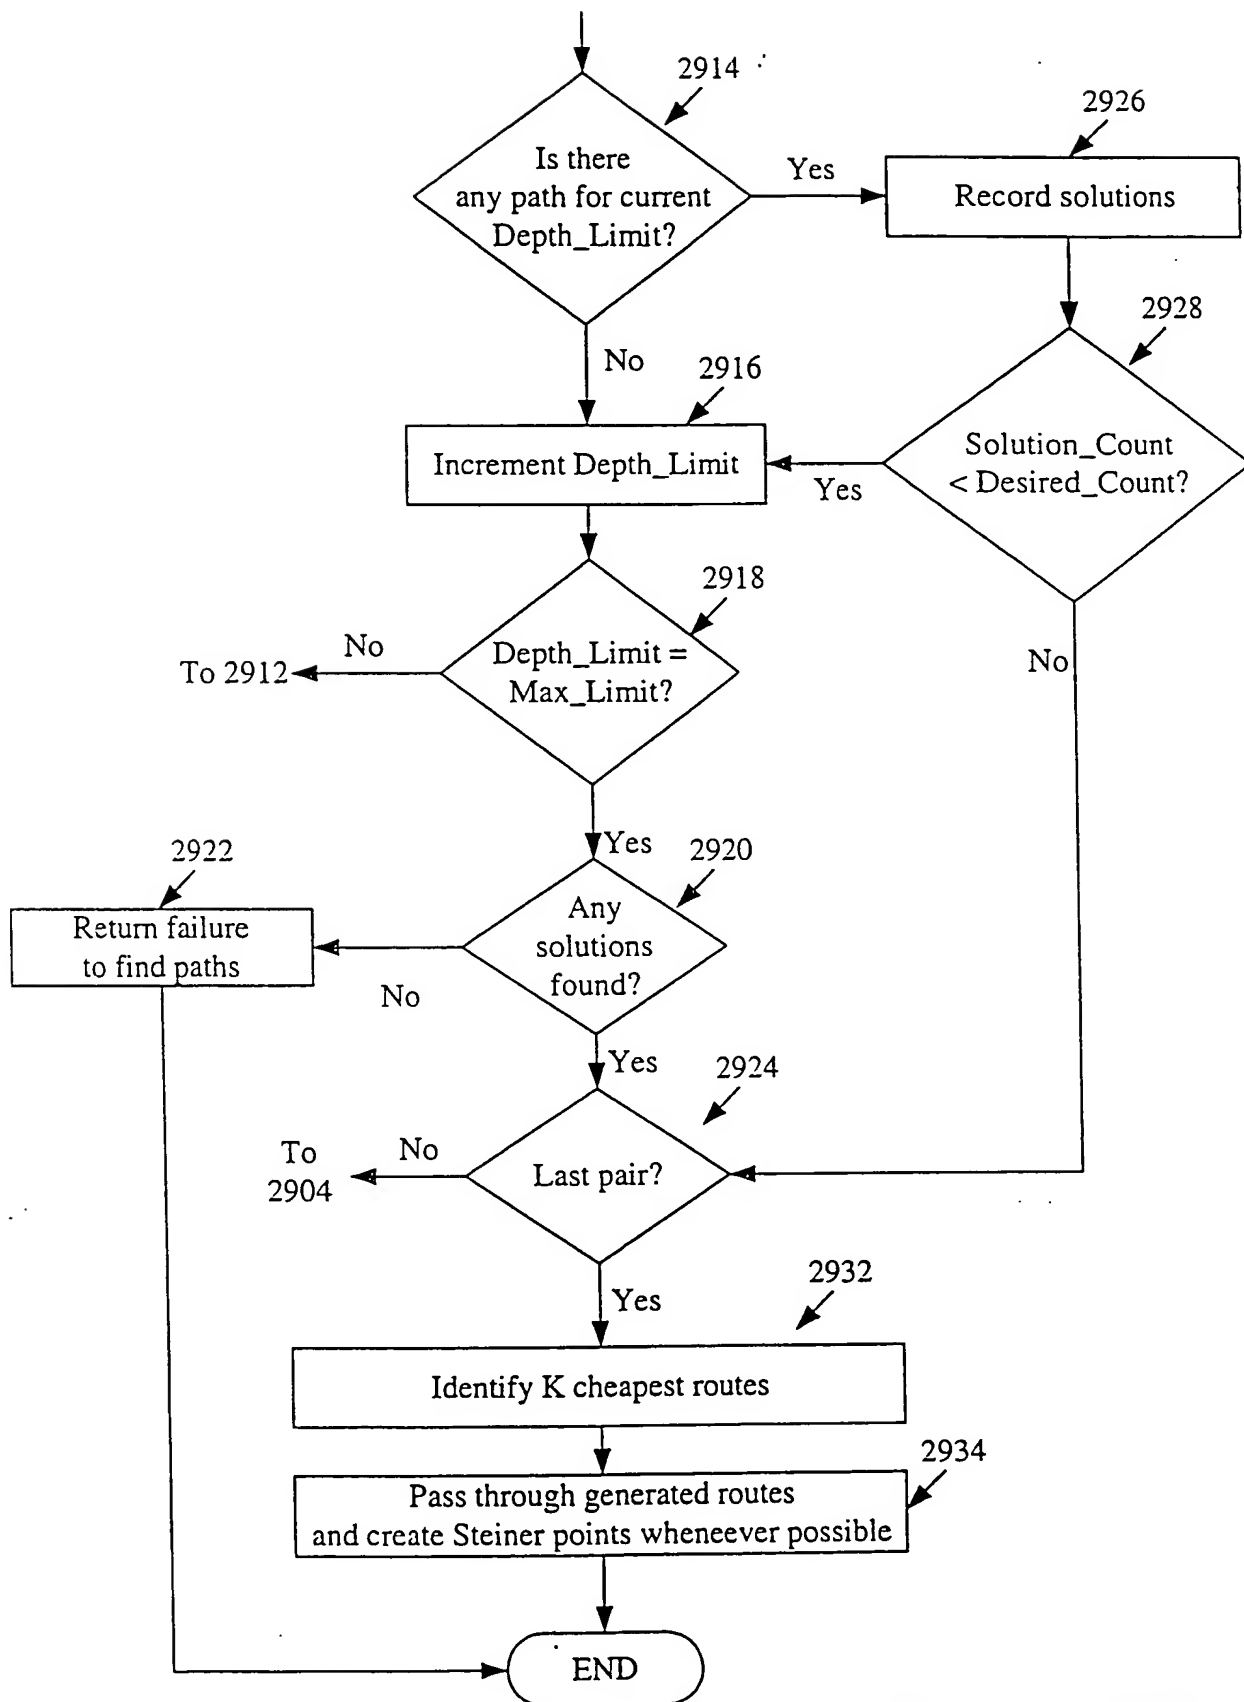 2914
Is there
any path for current
Depth_Limit?
Yes
2926
Record solutions
No
2916
Increment Depth_Limit
2928
Solution_Count
< Desired_Count?
Yes
No
2918
Depth_Limit =
Max_Limit?
No
To 2912
Yes
2920
Any
solutions
found?
No
2922
Return failure
to find paths
Yes
2924
Last pair?
No
To
2904
Yes
2932
Identify K cheapest routes
2934
Pass through generated routes
and create Steiner points wheneever possible
END